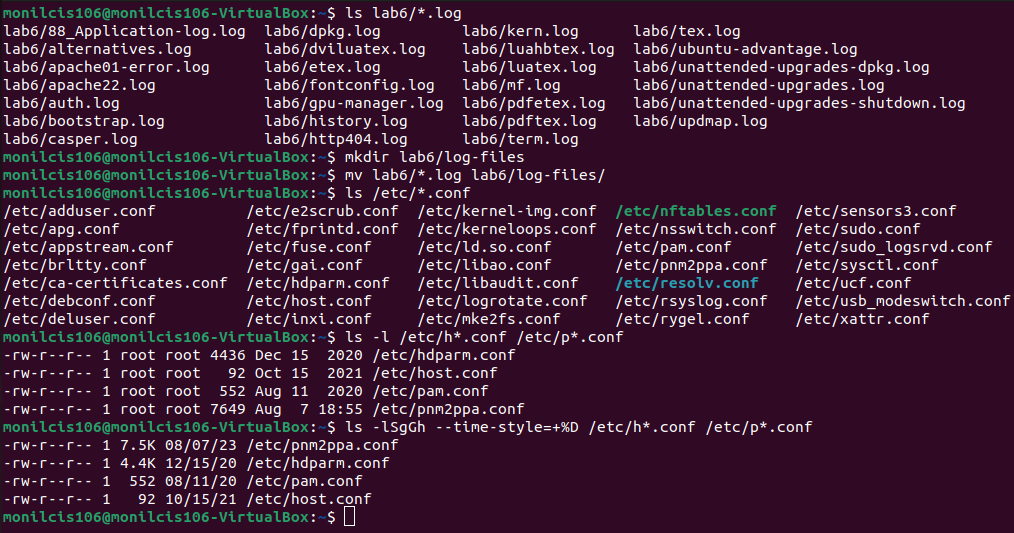 monilcis106@monilcis106-VirtualBox:~$ ls lab6/*.log
lab6/88_Application-log.log  lab6/dpkg.log         lab6/kern.log      lab6/tex.log
lab6/alternatives.log        lab6/dviluatex.log    lab6/luahbtex.log  lab6/ubuntu-advantage.log
lab6/apache01-error.log      lab6/etex.log         lab6/luatex.log    lab6/unattended-upgrades-dpkg.log
lab6/apache22.log            lab6/fontconfig.log   lab6/mf.log        lab6/unattended-upgrades.log
lab6/auth.log                lab6/gpu-manager.log  lab6/pdfetex.log   lab6/unattended-upgrades-shutdown.log
lab6/bootstrap.log           lab6/history.log      lab6/pdftex.log    lab6/updmap.log
lab6/casper.log              lab6/http404.log      lab6/term.log
monilcis106@monilcis106-VirtualBox:~$ mkdir lab6/log-files
monilcis106@monilcis106-VirtualBox:~$ mv lab6/*.log lab6/log-files/
monilcis106@monilcis106-VirtualBox:~$ ls /etc/*.conf
/etc/adduser.conf          /etc/e2scrub.conf  /etc/kernel-img.conf  /etc/nftables.conf  /etc/sensors3.conf
/etc/apg.conf              /etc/fprintd.conf  /etc/kerneloops.conf  /etc/nsswitch.conf  /etc/sudo.conf
/etc/appstream.conf        /etc/fuse.conf     /etc/ld.so.conf       /etc/pam.conf       /etc/sudo_logsrvd.conf
/etc/brltty.conf           /etc/gai.conf      /etc/libao.conf       /etc/pnm2ppa.conf   /etc/sysctl.conf
/etc/ca-certificates.conf  /etc/hdparm.conf   /etc/libaudit.conf    /etc/resolv.conf    /etc/ucf.conf
/etc/debconf.conf          /etc/host.conf     /etc/logrotate.conf   /etc/rsyslog.conf   /etc/usb_modeswitch.conf
/etc/deluser.conf          /etc/inxi.conf     /etc/mke2fs.conf      /etc/rygel.conf     /etc/xattr.conf
monilcis106@monilcis106-VirtualBox:~$ ls -l /etc/h*.conf /etc/p*.conf
-rw-r--r-- 1 root root 4436 Dec 15  2020 /etc/hdparm.conf
-rw-r--r-- 1 root root   92 Oct 15  2021 /etc/host.conf
-rw-r--r-- 1 root root  552 Aug 11  2020 /etc/pam.conf
-rw-r--r-- 1 root root 7649 Aug  7 18:55 /etc/pnm2ppa.conf
monilcis106@monilcis106-VirtualBox:~$ ls -lSgGh --time-style=+%D /etc/h*.conf /etc/p*.conf
-rw-r--r-- 1 7.5K 08/07/23 /etc/pnm2ppa.conf
-rw-r--r-- 1 4.4K 12/15/20 /etc/hdparm.conf
-rw-r--r-- 1  552 08/11/20 /etc/pam.conf
-rw-r--r-- 1   92 10/15/21 /etc/host.conf
monilcis106@monilcis106-VirtualBox:~$